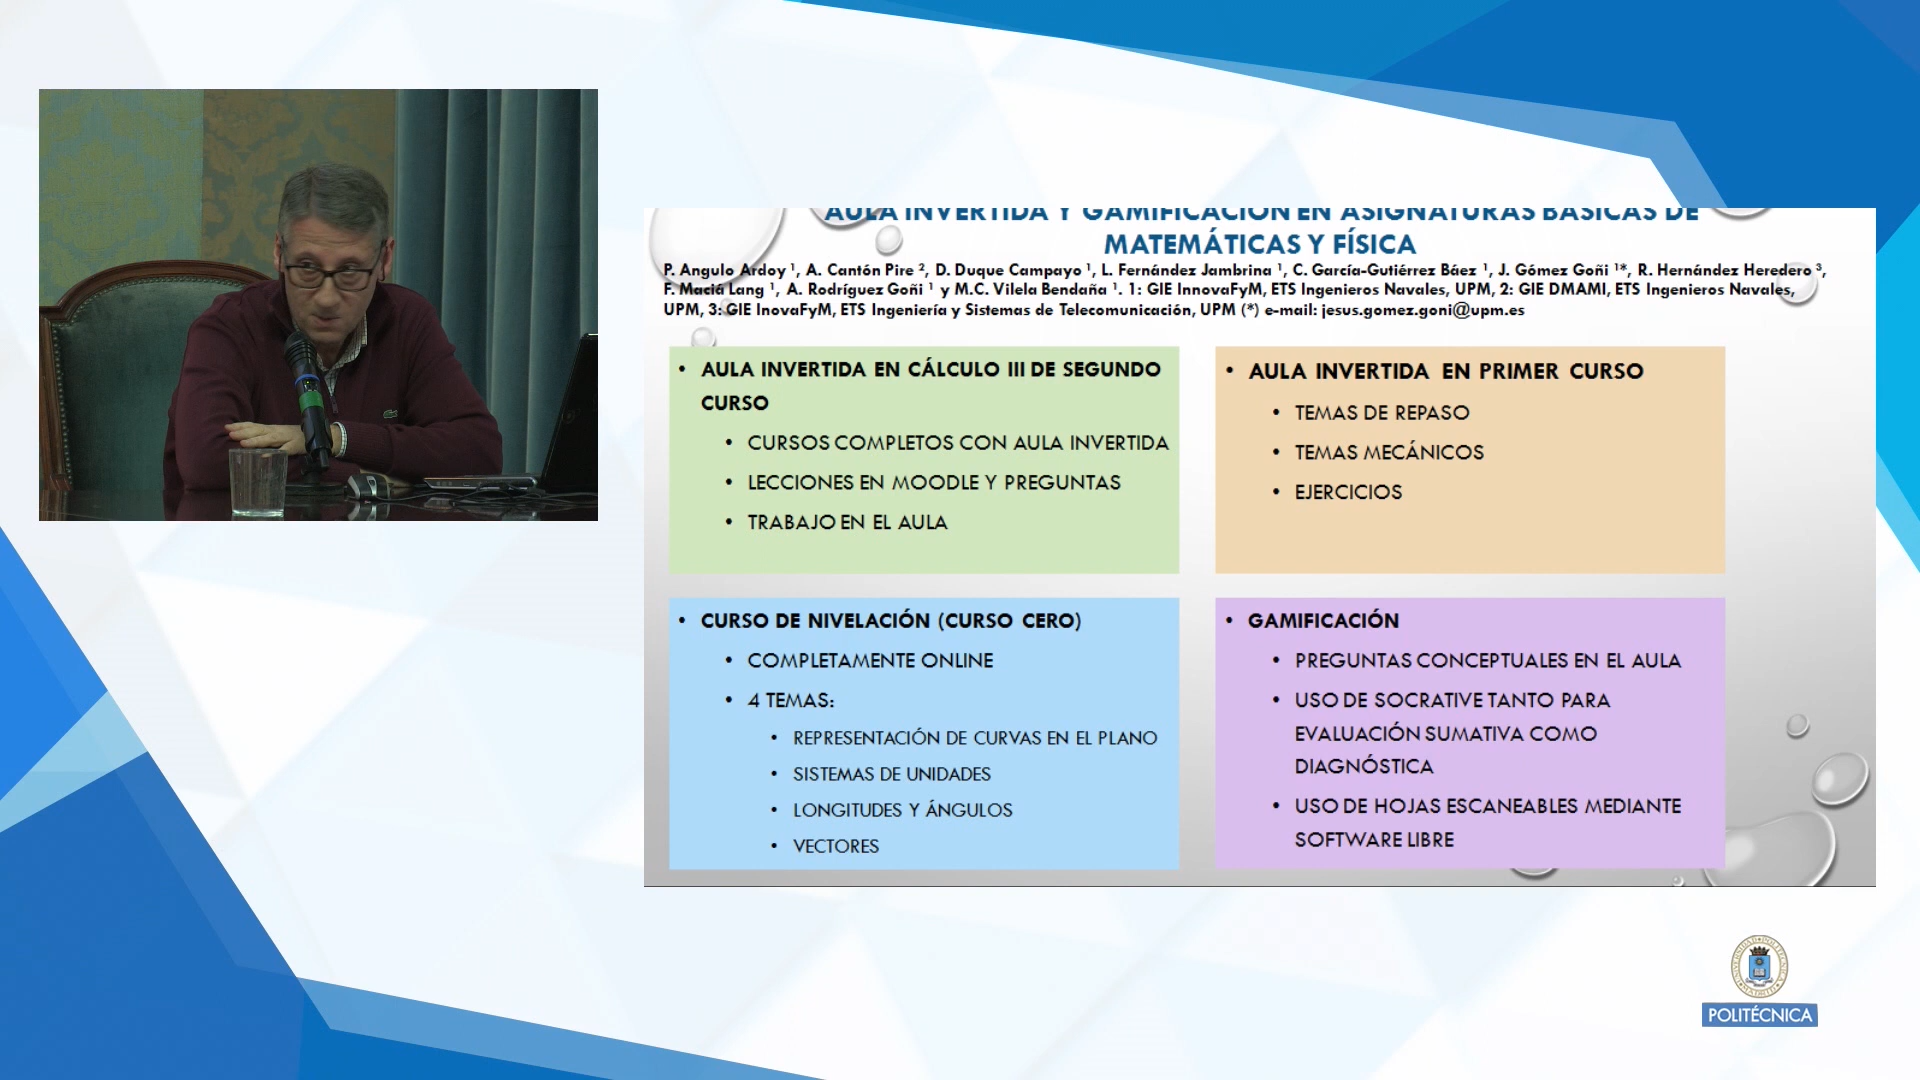 AULA INVERTIDA Y GAMIFICACIÓN EN ASIGNATURAS BÁSICAS DE
MATEMÁTICAS Y FÍSICA
P. Angulo Ardoy ¹, A. Cantón Pire ², D. Duque Campayo ¹, L. Fernández Jambrina ¹, C. García-Gutiérrez Báez ¹, J. Gómez Goñi ¹*, R. Hernández Heredero ³,
F. Maciá Lang ¹, A. Rodríguez Goñi ¹ y M.C. Vilela Bendaña ¹. 1: GIE InnovaFyM, ETS Ingenieros Navales, UPM, 2: GIE DMAMI, ETS Ingenieros Navales,
UPM, 3: GIE InovaFyM, ETS Ingeniería y Sistemas de Telecomunicación, UPM (*) e-mail: jesus.gomez.goni@upm.es
• AULA INVERTIDA EN CÁLCULO III DE SEGUNDO
CURSO
• CURSOS COMPLETOS CON AULA INVERTIDA
• LECCIONES EN MOODLE Y PREGUNTAS
• TRABAJO EN EL AULA
• AULA INVERTIDA EN PRIMER CURSO
• TEMAS DE REPASO
• TEMAS MECÁNICOS
• EJERCICIOS
• CURSO DE NIVELACIÓN (CURSO CERO)
• COMPLETAMENTE ONLINE
• 4 TEMAS:
• REPRESENTACIÓN DE CURVAS EN EL PLANO
• SISTEMAS DE UNIDADES
• LONGITUDES Y ÁNGULOS
• VECTORES
• GAMIFICACIÓN
• PREGUNTAS CONCEPTUALES EN EL AULA
• USO DE SOCRATIVE TANTO PARA
EVALUACIÓN SUMATIVA COMO
DIAGNÓSTICA
• USO DE HOJAS ESCANEABLES MEDIANTE
SOFTWARE LIBRE
POLITÉCNICA